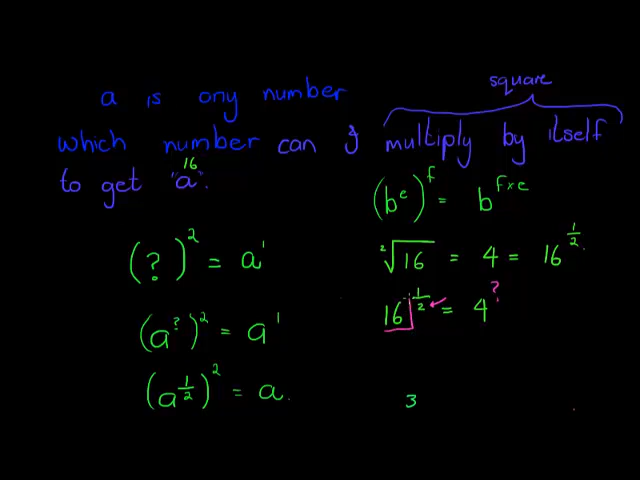 a is any number
square
which number can I multiply by itself
16
to get "a".
(b^e)^f = b^{f×e}
(?)^2 = a^1
²√16 = 4 = 16^{1/2}.
16^{1/2} = 4^?
(a^?)^2 = a^1
(a^{1/2})^2 = a.
3